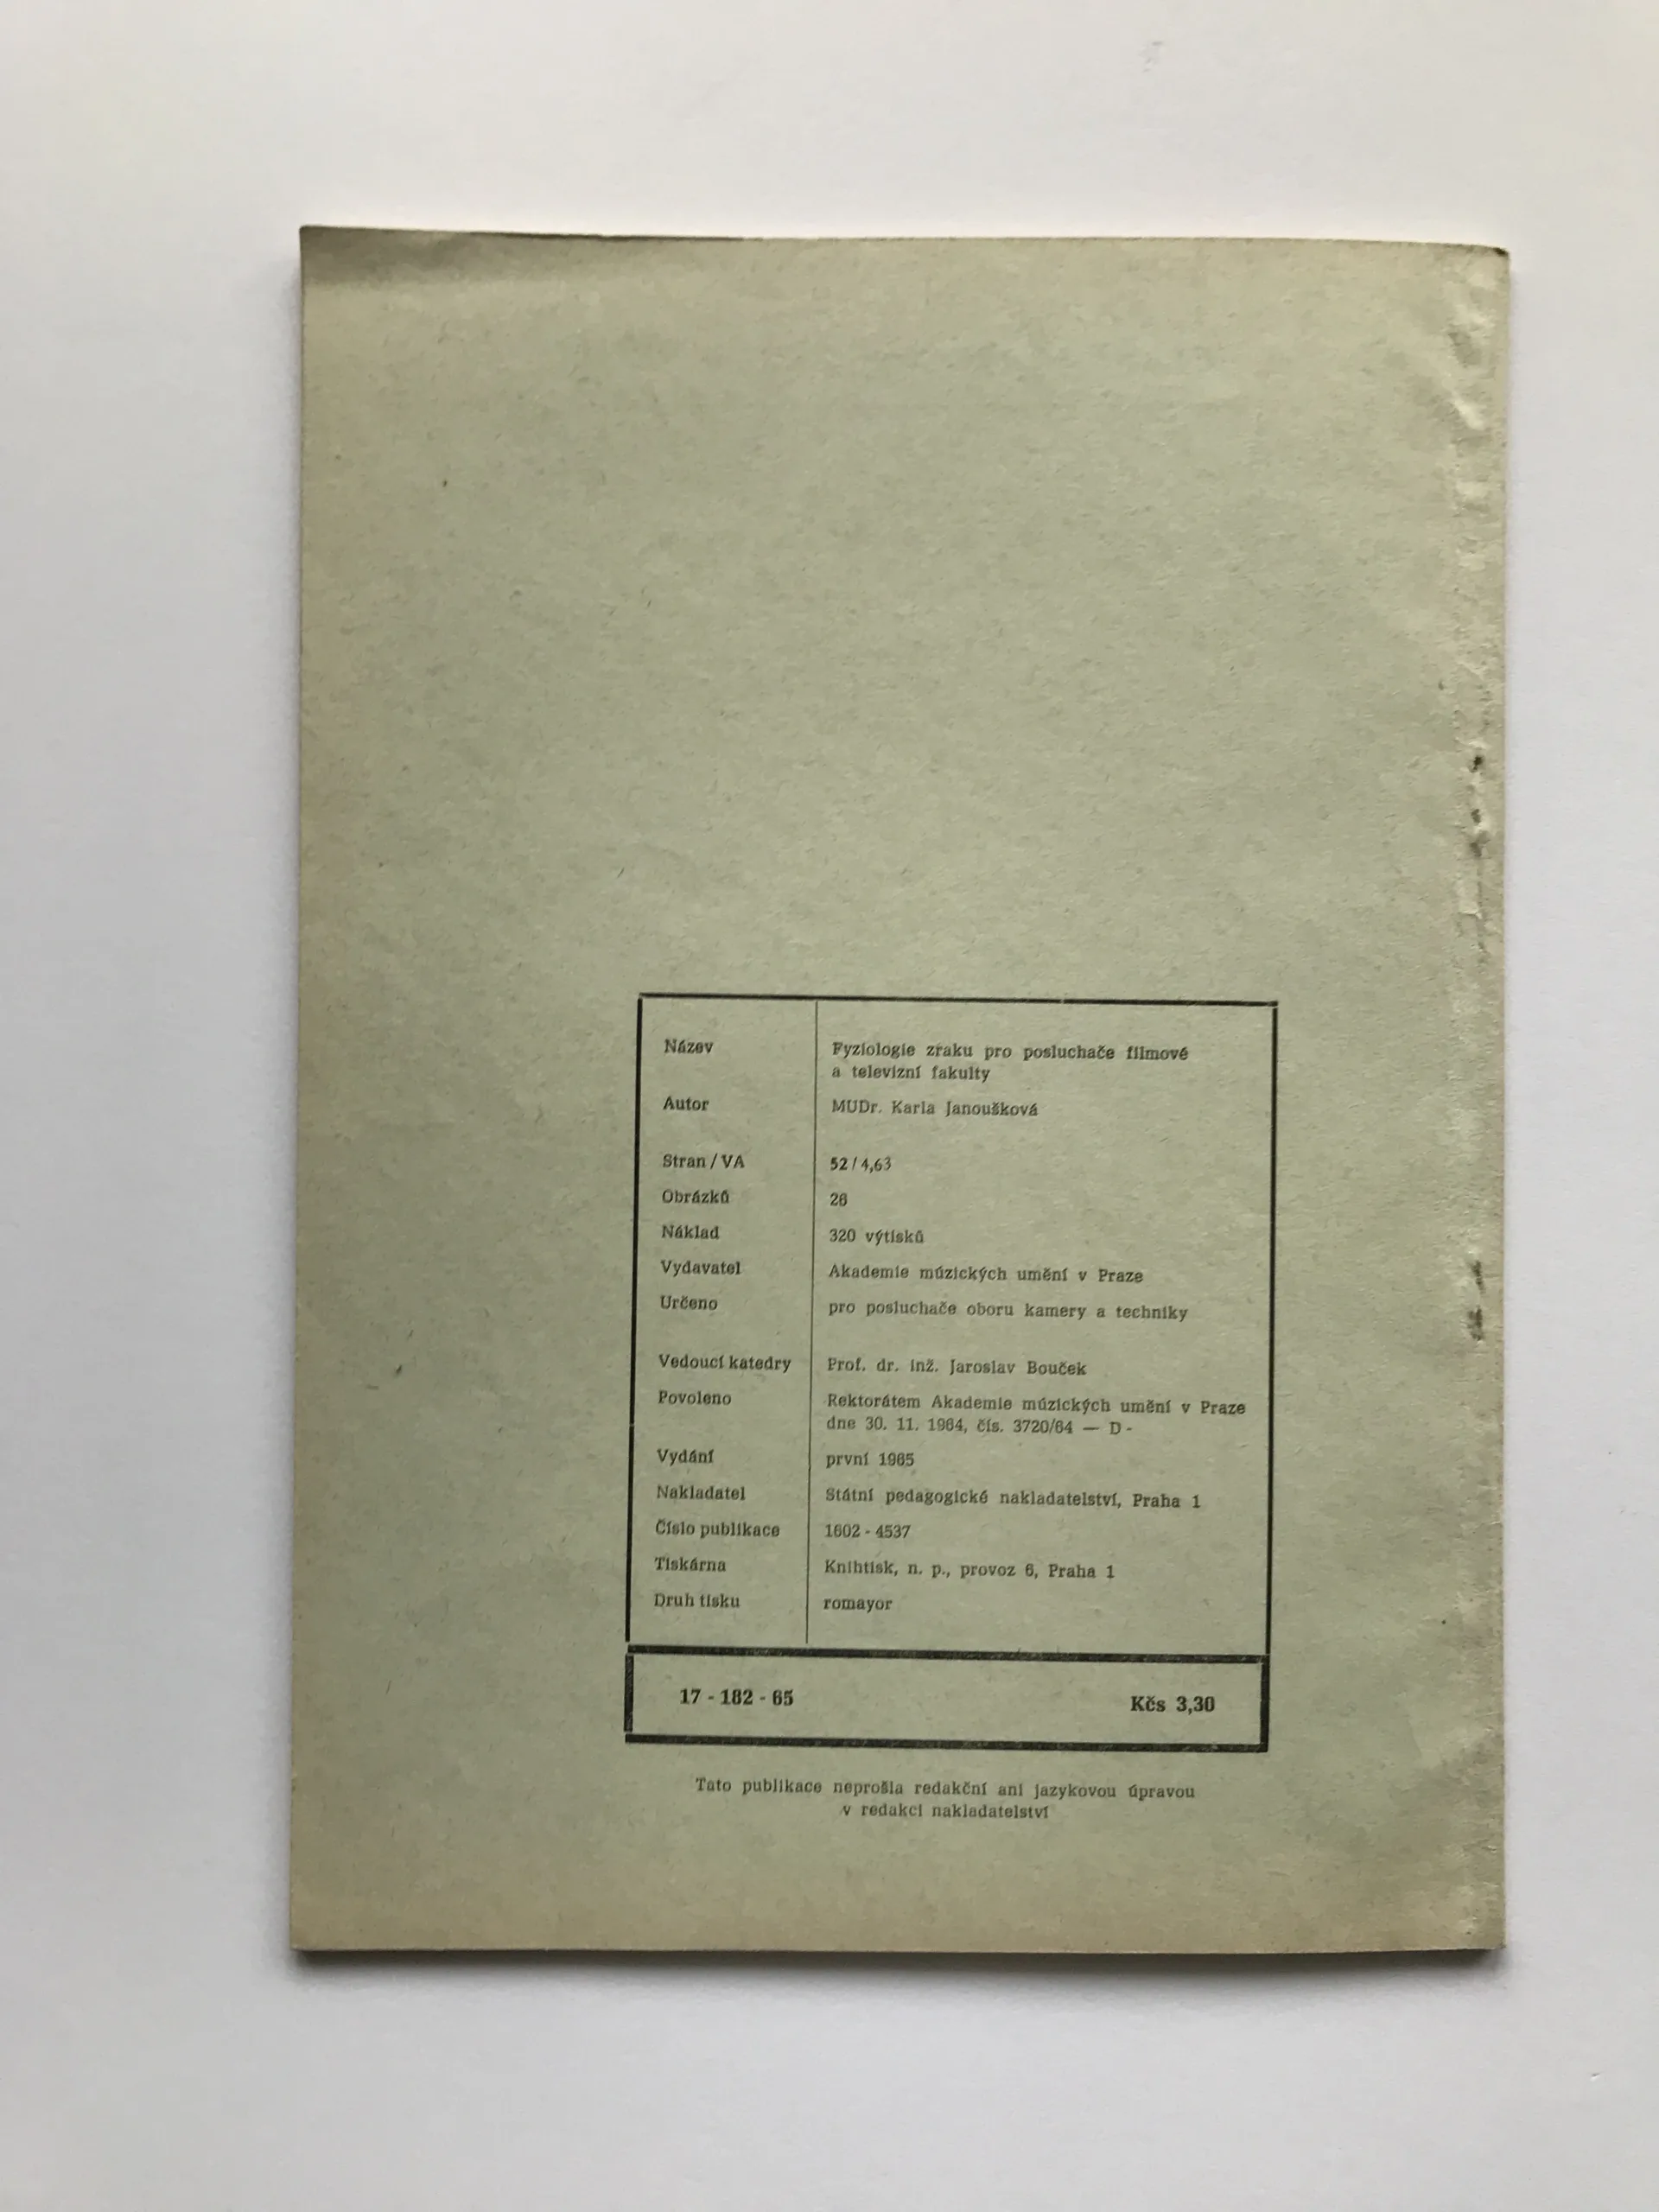 Název Fyziologie zraku pro posluchače filmové
a televizní fakulty
Autor MUDr. Karla Janoušková
Stran / VA 52 / 4,63
Obrázků 26
Náklad 320 výtisků
Vydavatel Akademie múzických umění v Praze
Určeno pro posluchače oboru kamery a techniky
Vedoucí katedry Prof. dr. inž. Jaroslav Bouček
Povoleno Rektorátem Akademie múzických umění v Praze
dne 30. 11. 1964, čís. 3720/64 — D -
Vydání první 1965
Nakladatel Státní pedagogické nakladatelství, Praha 1
Číslo publikace 1602 - 4537
Tiskárna Knihtisk, n. p., provoz 6, Praha 1
Druh tisku romayor
17 - 182 - 65 Kčs 3,30
Tato publikace neprošla redakční ani jazykovou úpravou
v redakci nakladatelství